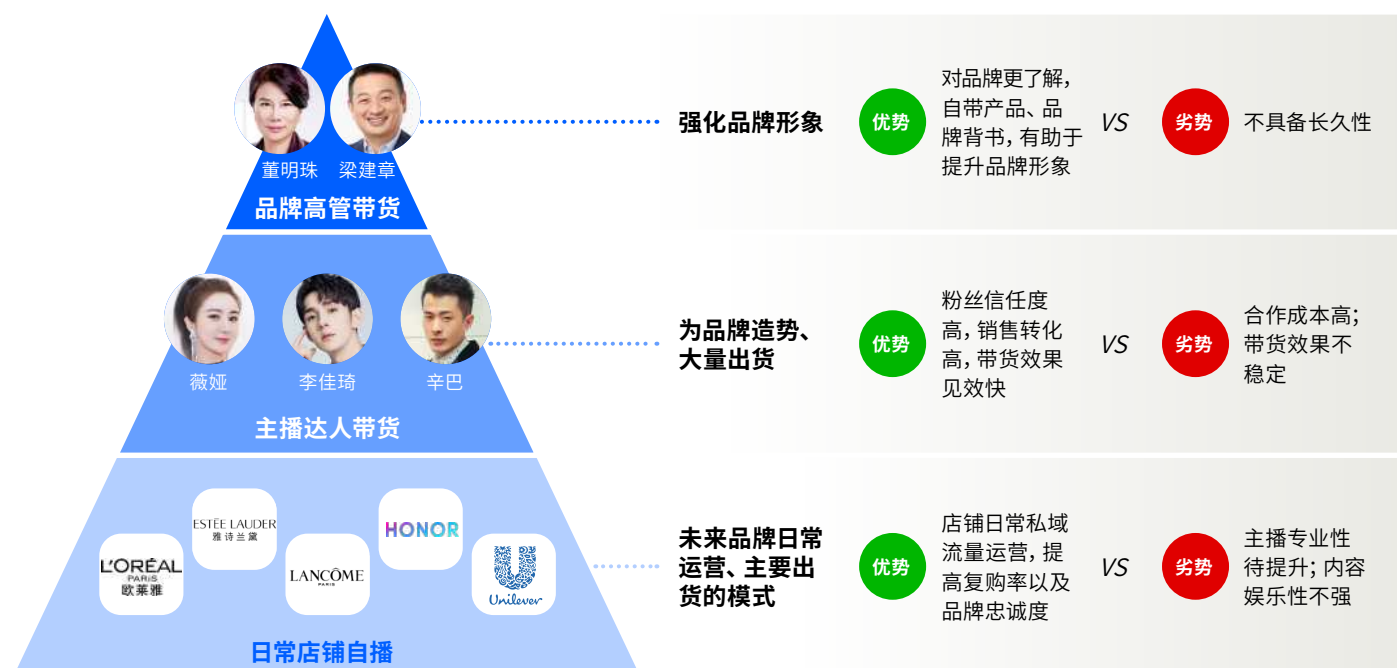 董明珠
梁建章
品牌高管带货
强化品牌形象
优势
对品牌更了解，
自带产品、品
牌背书，有助于
提升品牌形象
VS
劣势
不具备长久性
薇娅
李佳琦
辛巴
主播达人带货
为品牌造势、
大量出货
优势
粉丝信任度
高，销售转化
高，带货效果
见效快
VS
劣势
合作成本高；
带货效果不
稳定
L'ORÉAL
PARIS
欧莱雅
ESTĒE LAUDER
雅诗兰黛
LANCÔME
PARIS
HONOR
Unilever
日常店铺自播
未来品牌日常
运营、主要出
货的模式
优势
店铺日常私域
流量运营，提
高复购率以及
品牌忠诚度
VS
劣势
主播专业性
待提升；内容
娱乐性不强